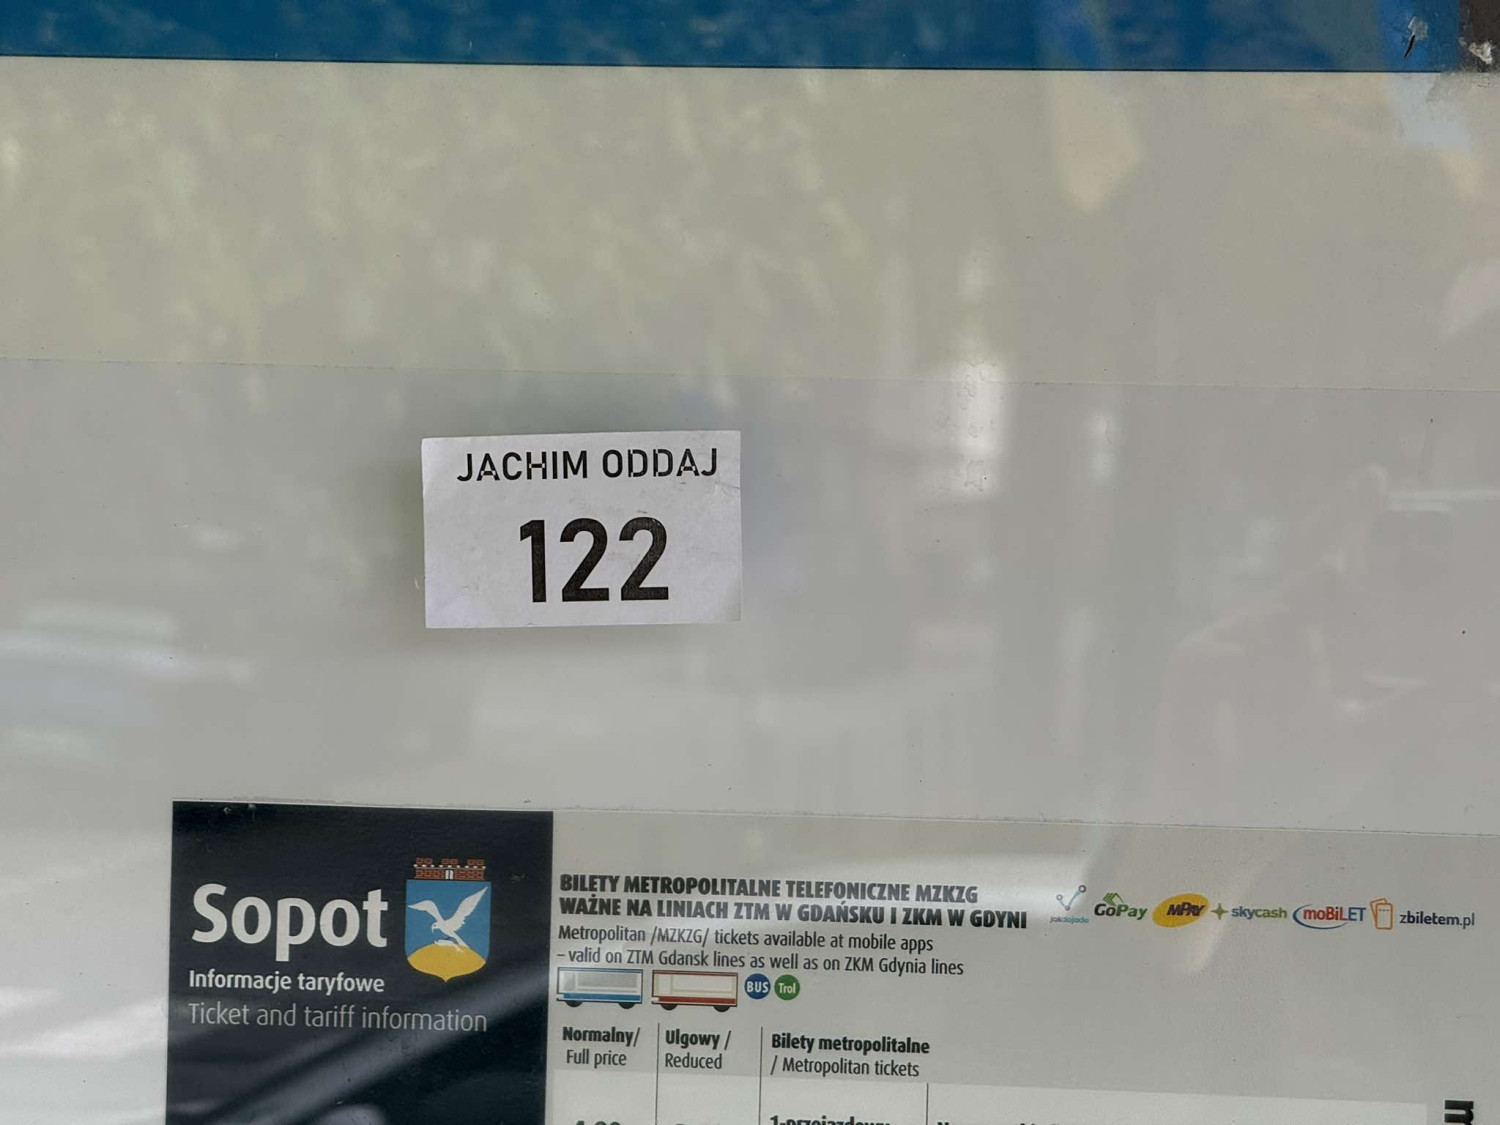 JACHIM ODDAJ
122
Sopot
Informacje taryfowe
Ticket and tariff information
BILETY METROPOLITALNE TELEFONICZNE MZKZG
WAŻNE NA LINIACH ZTM W GDAŃSKU I ZKM W GDYNI
Metropolitan /MZKZG/ tickets available at mobile apps
– valid on ZTM Gdansk lines as well as on ZKM Gdynia lines
jakdojade GoPay mPAY skycash moBiLET zbiletem.pl
BUS Trol
Normalny/
Full price
Ulgowy /
Reduced
Bilety metropolitalne
/ Metropolitan tickets